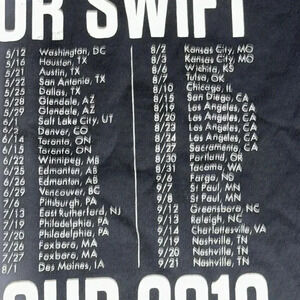 OR SWIFT
5/12 Washington, DC
5/16 Houston, TX
5/21 Austin, TX
5/22 San Antonio, TX
5/25 Dallas, TX
5/28 Glendale, AZ
5/29 Glendale, AZ
6/1 Salt Lake City, UT
6/2 Denver, CO
6/14 Toronto, ON
6/15 Toronto, ON
6/22 Winnipeg, MB
6/25 Edmonton, AB
6/26 Edmonton, AB
6/29 Vancouver, BC
7/6 Pittsburgh, PA
7/13 East Rutherford, NJ
7/19 Philadelphia, PA
7/20 Philadelphia, PA
7/26 Foxboro, MA
7/27 Foxboro, MA
8/1 Des Moines, IA
8/2 Kansas City, MO
8/3 Kansas City, MO
8/6 Wichita, KS
8/7 Tulsa, OK
8/10 Chicago, IL
8/15 San Diego, CA
8/19 Los Angeles, CA
8/20 Los Angeles, CA
8/23 Los Angeles, CA
8/24 Los Angeles, CA
8/27 Sacramento, CA
8/30 Portland, OR
8/31 Tacoma, WA
Fargo, ND
9/7 St Paul, MN
9/8 St Paul, MN
9/12 Greensboro, NC
9/13 Raleigh, NC
9/14 Charlottesville, VA
9/19 Nashville, TN
9/20 Nashville, TN
9/21 Nashville, TN
OUR 2013